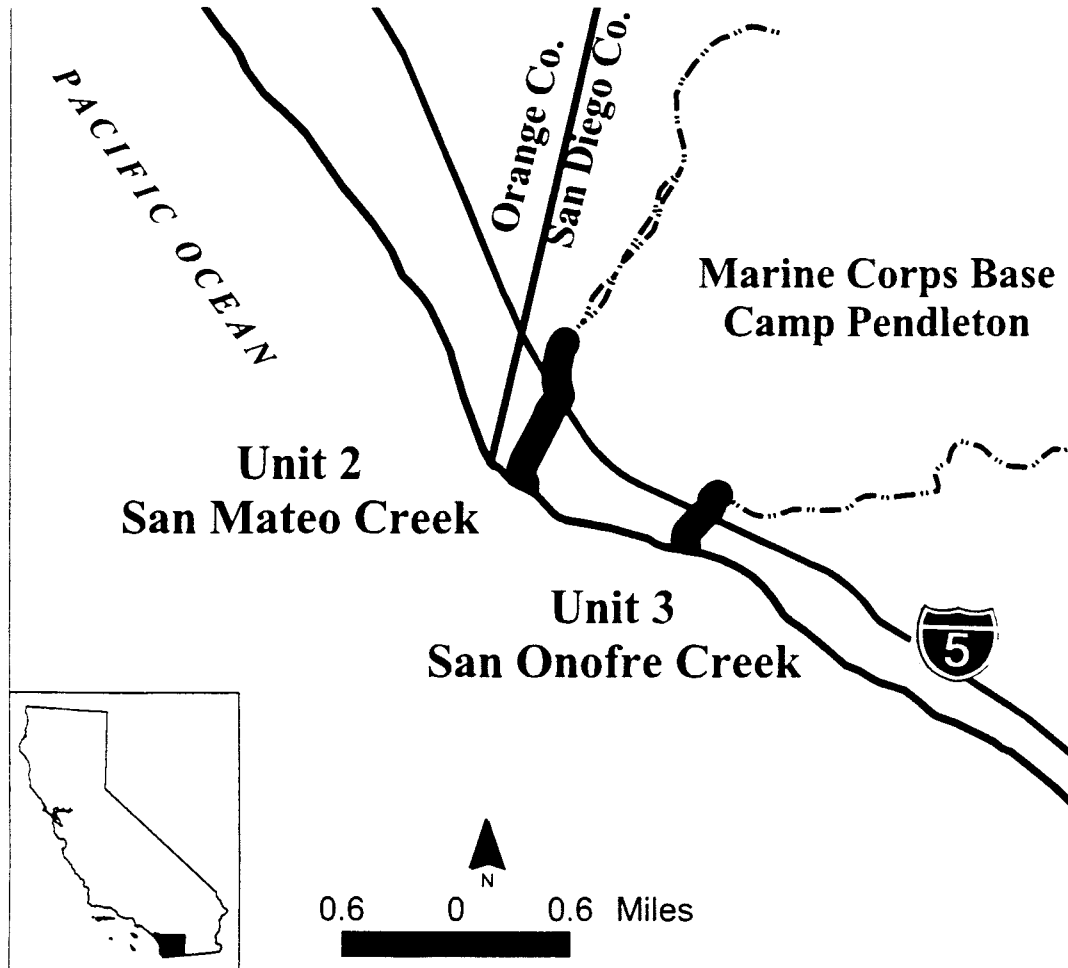 PACIFIC OCEAN
Orange Co.
San Diego Co.
Marine Corps Base
Camp Pendleton
Unit 2
San Mateo Creek
Unit 3
San Onofre Creek
5
N
0.6 0 0.6 Miles